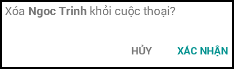 Xóa Ngoc Trinh khỏi cuộc thoại?
HỦY XÁC NHẬN